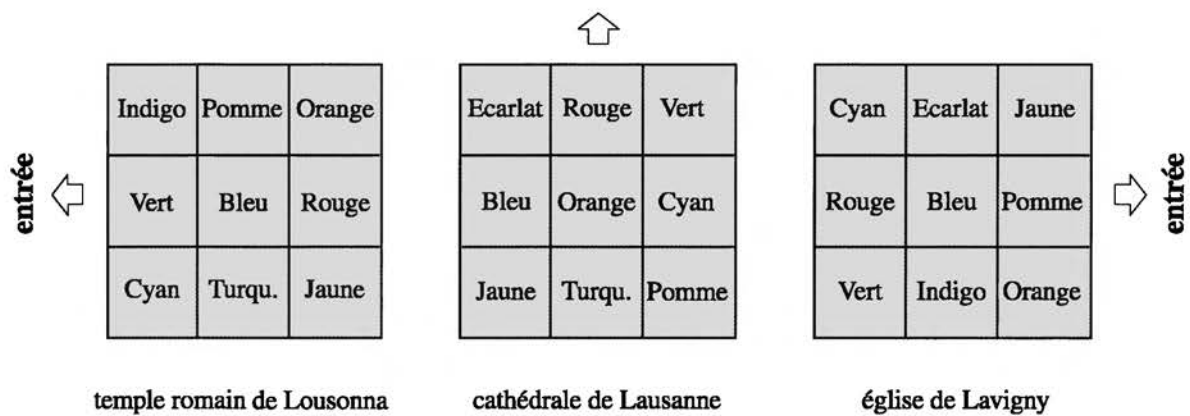 Indigo Pomme Orange
Vert Bleu Rouge
Cyan Turqu. Jaune
entrée
temple romain de Lousonna
Ecarlat Rouge Vert
Bleu Orange Cyan
Jaune Turqu. Pomme
cathédrale de Lausanne
Cyan Ecarlat Jaune
Rouge Bleu Pomme
Vert Indigo Orange
entrée
église de Lavigny